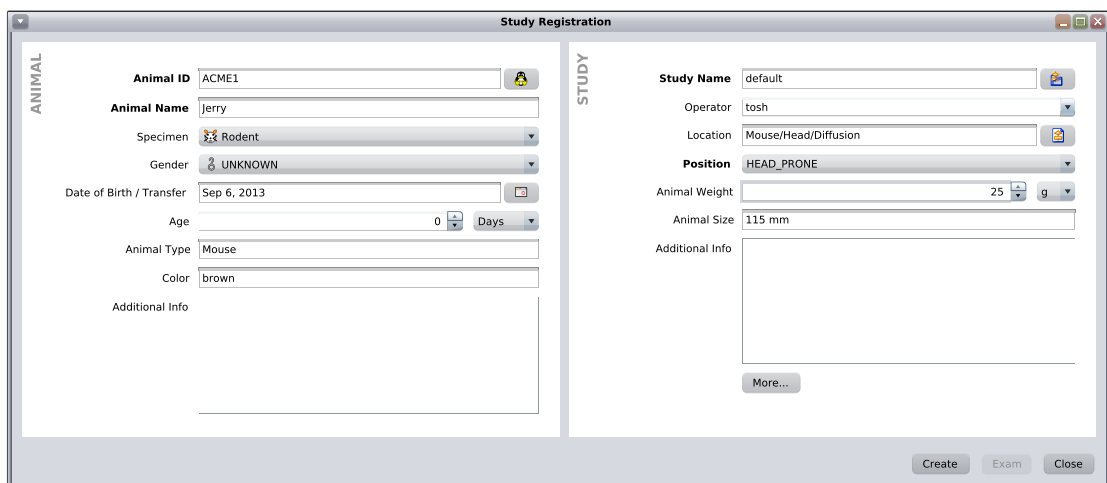 Study Registration
ANIMAL
Animal ID ACME1
Animal Name Jerry
Specimen Rodent
Gender UNKNOWN
Date of Birth / Transfer Sep 6, 2013
Age 0 Days
Animal Type Mouse
Color brown
Additional Info
STUDY
Study Name default
Operator tosh
Location Mouse/Head/Diffusion
Position HEAD_PRONE
Animal Weight 25 g
Animal Size 115 mm
Additional Info
More...
Create Exam Close